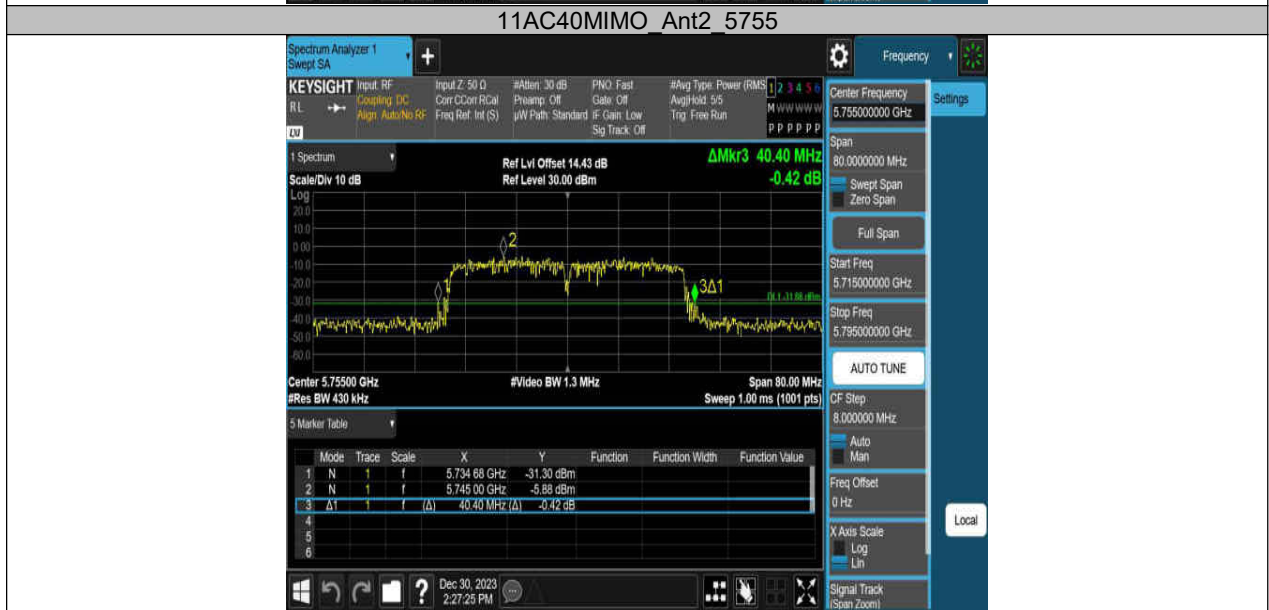 11AC40MIMO_Ant2_5755
Spectrum Analyzer 1
Swept SA
+
Frequency
KEYSIGHT
Input: RF
Input Z: 50 Ω
#Atten: 30 dB
PNO: Fast
#Avg Type: Power (RMS
1 2 3 4 5 6
RL
Coupling: DC
Corr CCorr RCal
Preamp: Off
Gate: Off
Avg|Hold: 5/5
M W W W W W
Align: Auto/No RF
Freq Ref: Int (S)
µW Path: Standard
IF Gain: Low
Trig: Free Run
Sig Track: Off
P P P P P P
LXI
Center Frequency
5.755000000 GHz
Settings
Span
80.0000000 MHz
Swept Span
Zero Span
Full Span
Start Freq
5.715000000 GHz
Stop Freq
5.795000000 GHz
AUTO TUNE
CF Step
8.000000 MHz
Auto
Man
Freq Offset
0 Hz
X Axis Scale
Log
Lin
Signal Track
(Span Zoom)
Local
1 Spectrum
Scale/Div 10 dB
Ref Lvl Offset 14.43 dB
Ref Level 30.00 dBm
ΔMkr3 40.40 MHz
-0.42 dB
Log
20.0
10.0
0.00
-10.0
-20.0
-30.0
-40.0
-50.0
-60.0
1
2
3Δ1
DL1 -31.88 dBm
Center 5.75500 GHz
#Video BW 1.3 MHz
Span 80.00 MHz
#Res BW 430 kHz
Sweep 1.00 ms (1001 pts)
5 Marker Table
Mode Trace Scale X Y Function Function Width Function Value
1 N 1 f 5.734 68 GHz -31.30 dBm
2 N 1 f 5.745 00 GHz -5.88 dBm
3 Δ1 1 f (Δ) 40.40 MHz (Δ) -0.42 dB
4
5
6
?
Dec 30, 2023
2:27:25 PM